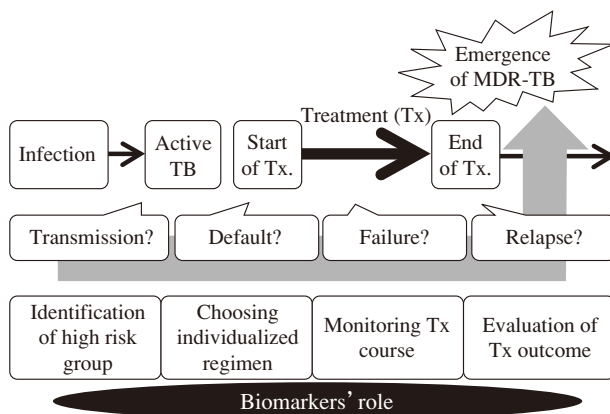 Emergence
of MDR-TB
Treatment (Tx)
Infection
Active
TB
Start
of Tx.
End
of Tx.
Transmission?
Default?
Failure?
Relapse?
Identification
of high risk
group
Choosing
individualized
regimen
Monitoring Tx
course
Evaluation of
Tx outcome
Biomarkers’ role